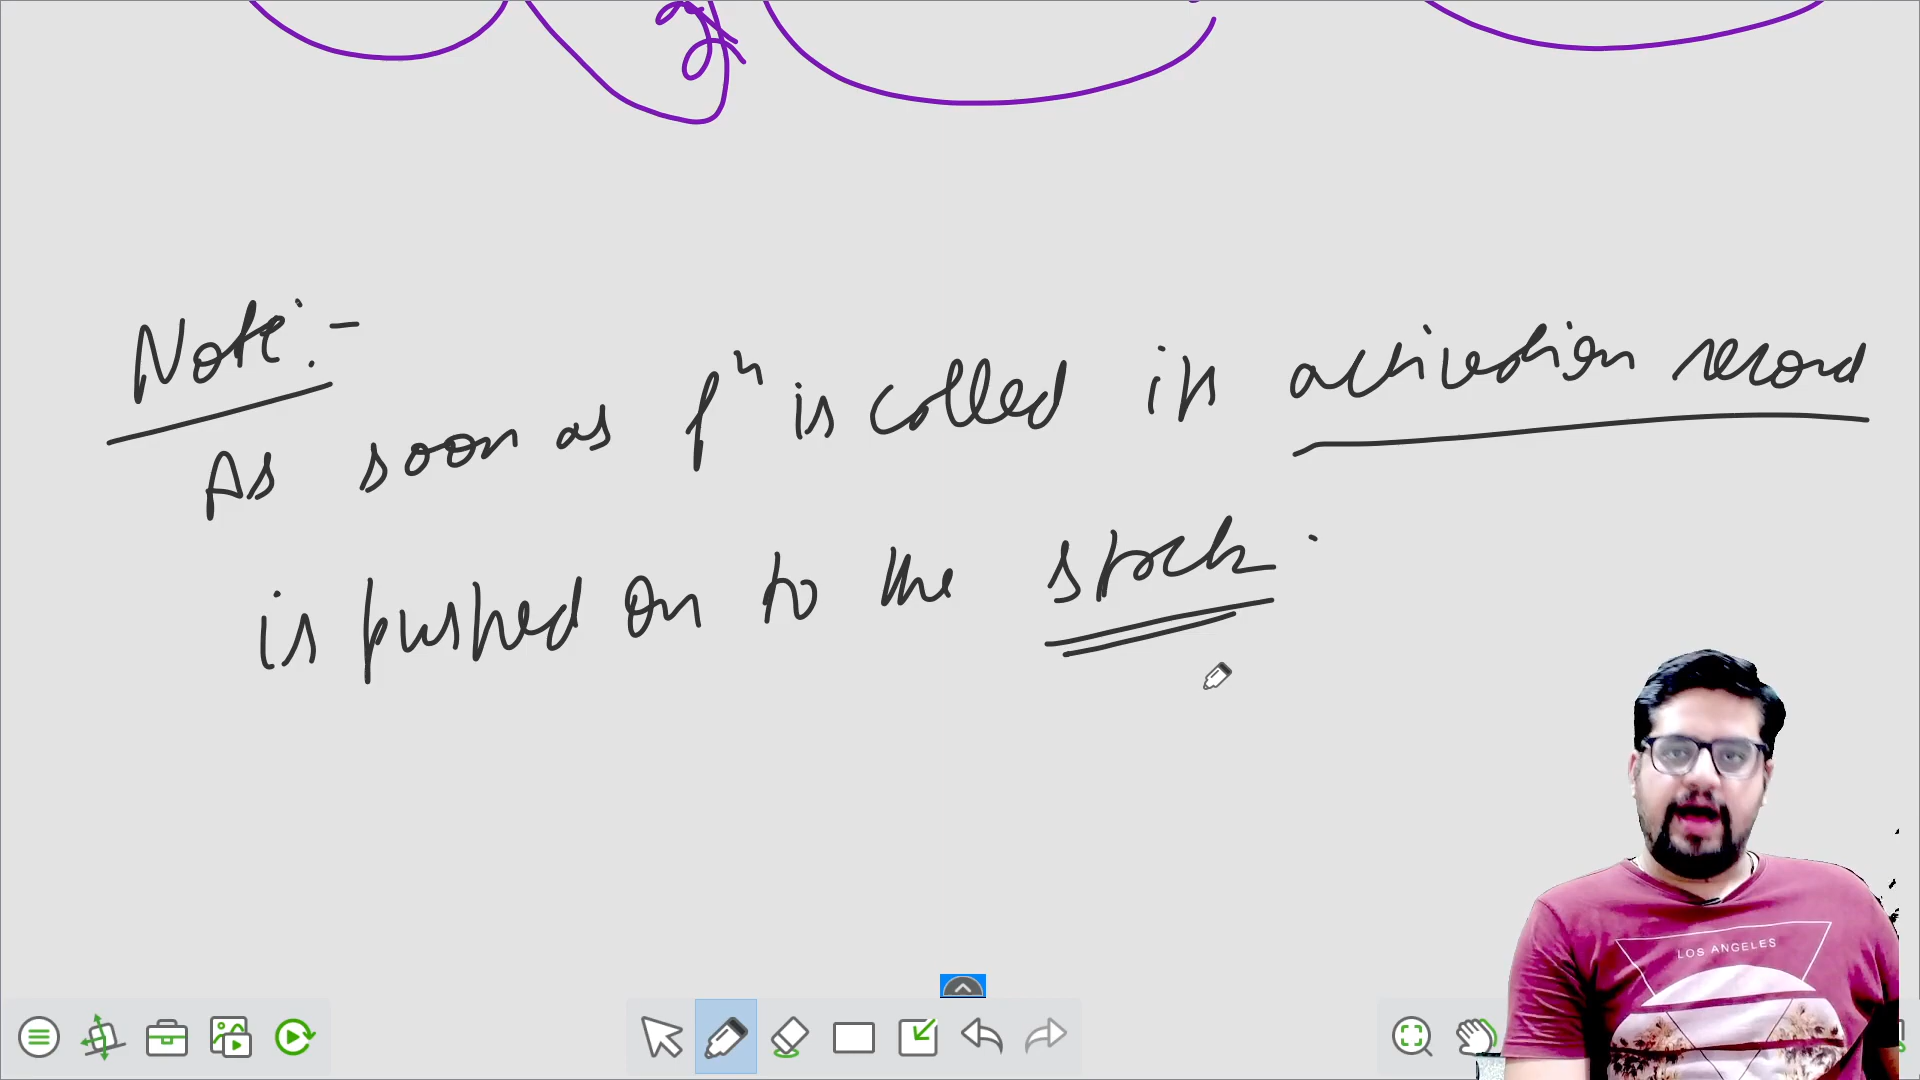 Note:-
As soon as fⁿ is called its activation record
is pushed on to the stack.
LOS ANGELES